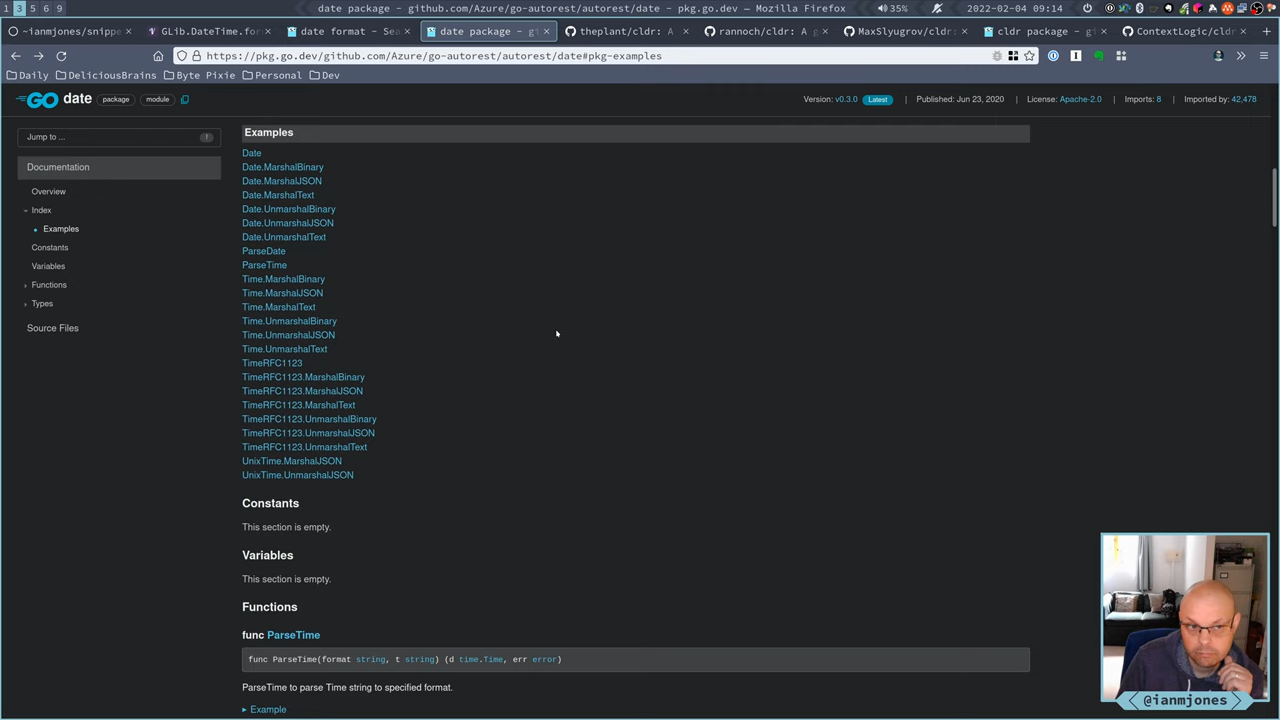 1 3 5 6 9
date package - github.com/Azure/go-autorest/autorest/date - pkg.go.dev — Mozilla Firefox
35%
2022-02-04 09:14
~ianmjones/snippe
GLib.DateTime.for
date format - Sea
date package - gi
theplant/cldr: A
rannoch/cldr: A g
MaxSlyugrov/cldr:
cldr package - gi
ContextLogic/cldr
https://pkg.go.dev/github.com/Azure/go-autorest/autorest/date#pkg-examples
Daily
DeliciousBrains
Byte Pixie
Personal
Dev
GO date
package
module
Version: v0.3.0 Latest | Published: Jun 23, 2020 | License: Apache-2.0 | Imports: 8 | Imported by: 42,478
Jump to ...
Documentation
Overview
Index
Examples
Constants
Variables
Functions
Types
Source Files
Examples
Date
Date.MarshalBinary
Date.MarshalJSON
Date.MarshalText
Date.UnmarshalBinary
Date.UnmarshalJSON
Date.UnmarshalText
ParseDate
ParseTime
Time.MarshalBinary
Time.MarshalJSON
Time.MarshalText
Time.UnmarshalBinary
Time.UnmarshalJSON
Time.UnmarshalText
TimeRFC1123
TimeRFC1123.MarshalBinary
TimeRFC1123.MarshalJSON
TimeRFC1123.MarshalText
TimeRFC1123.UnmarshalBinary
TimeRFC1123.UnmarshalJSON
TimeRFC1123.UnmarshalText
UnixTime.MarshalJSON
UnixTime.UnmarshalJSON
Constants
This section is empty.
Variables
This section is empty.
Functions
func ParseTime
func ParseTime(format string, t string) (d time.Time, err error)
ParseTime to parse Time string to specified format.
Example
@ianmjones